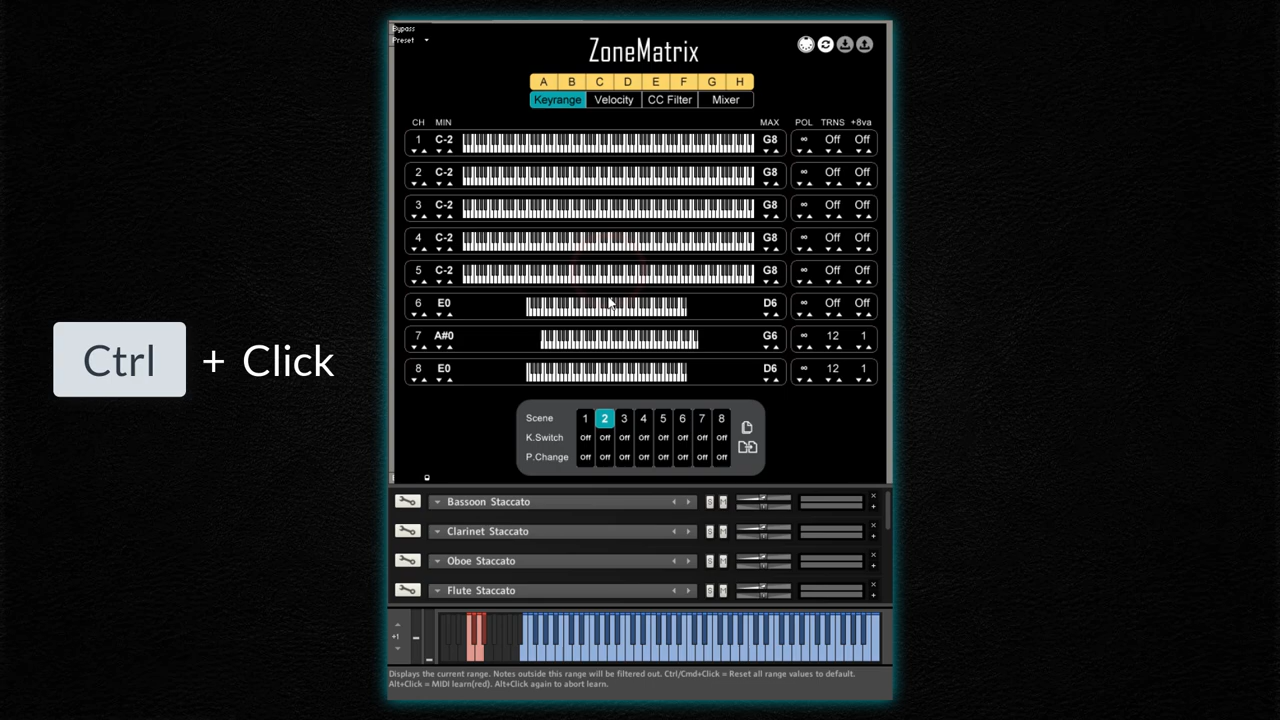 Bypass
Preset
ZoneMatrix
A B C D E F G H
Keyrange Velocity CC Filter Mixer
CH MIN MAX POL TRNS +8va
1 C-2 G8 ∞ Off Off
2 C-2 G8 ∞ Off Off
3 C-2 G8 ∞ Off Off
4 C-2 G8 ∞ Off Off
5 C-2 G8 ∞ Off Off
6 E0 D6 ∞ Off Off
7 A#0 G6 ∞ 12 1
8 E0 D6 ∞ 12 1
Ctrl + Click
Scene 1 2 3 4 5 6 7 8
K.Switch Off Off Off Off Off Off Off Off
P.Change Off Off Off Off Off Off Off Off
Bassoon Staccato S M
Clarinet Staccato S M
Oboe Staccato S M
Flute Staccato S M
+1
Displays the current range. Notes outside this range will be filtered out. Ctrl/Cmd+Click = Reset all range values to default.
Alt+Click = MIDI learn(red). Alt+Click again to abort learn.